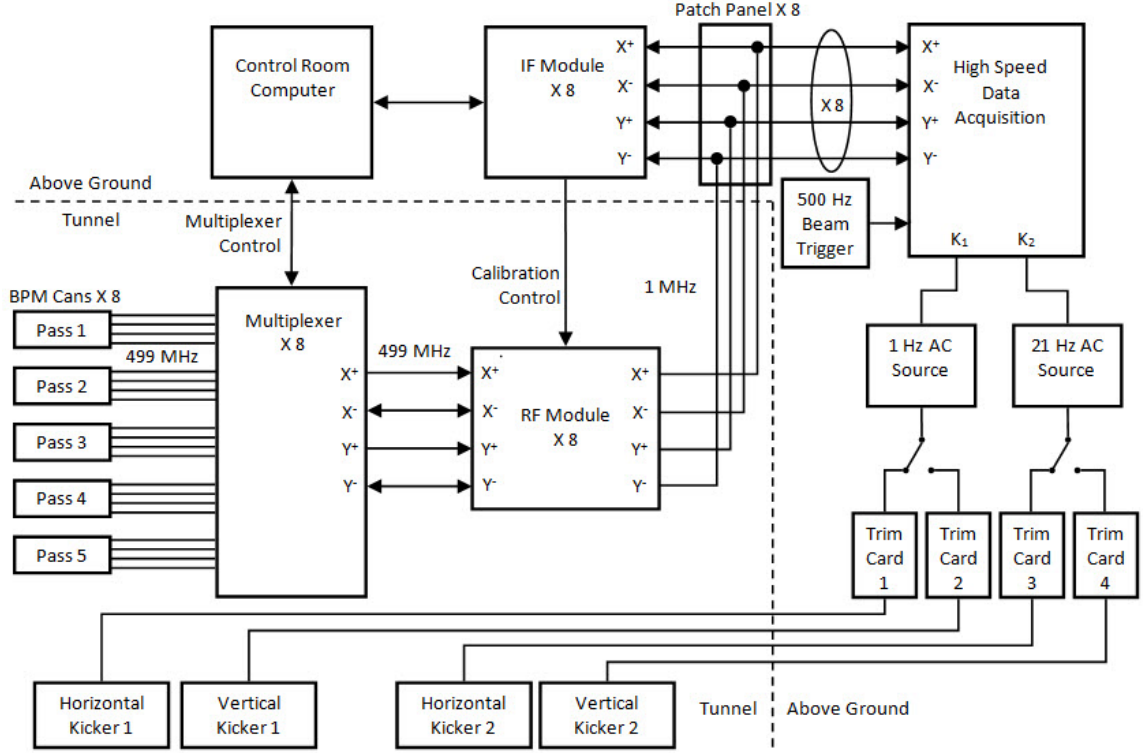 Patch Panel X 8
Control Room
Computer
IF Module
X 8
X⁺
X⁻
Y⁺
Y⁻
X 8
X⁺
X⁻
Y⁺
Y⁻
High Speed
Data
Acquisition
K₁
K₂
500 Hz
Beam
Trigger
Above Ground
Tunnel
Multiplexer
Control
Calibration
Control
1 MHz
BPM Cans X 8
Pass 1
499 MHz
Pass 2
Pass 3
Pass 4
Pass 5
Multiplexer
X 8
X⁺
X⁻
Y⁺
Y⁻
499 MHz
X⁺
X⁻
Y⁺
Y⁻
RF Module
X 8
X⁺
X⁻
Y⁺
Y⁻
1 Hz AC
Source
21 Hz AC
Source
Trim
Card
1
Trim
Card
2
Trim
Card
3
Trim
Card
4
Horizontal
Kicker 1
Vertical
Kicker 1
Horizontal
Kicker 2
Vertical
Kicker 2
Tunnel
Above Ground